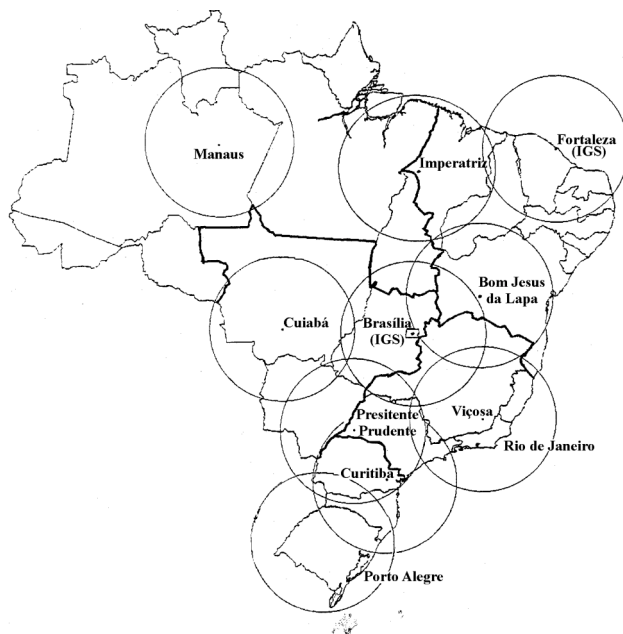 Fortaleza
(IGS)
Manaus
Imperatriz
Bom Jesus
da Lapa
Cuiabá
Brasília
(IGS)
Presitente
Prudente
Viçosa
Rio de Janeiro
Curitiba
Porto Alegre